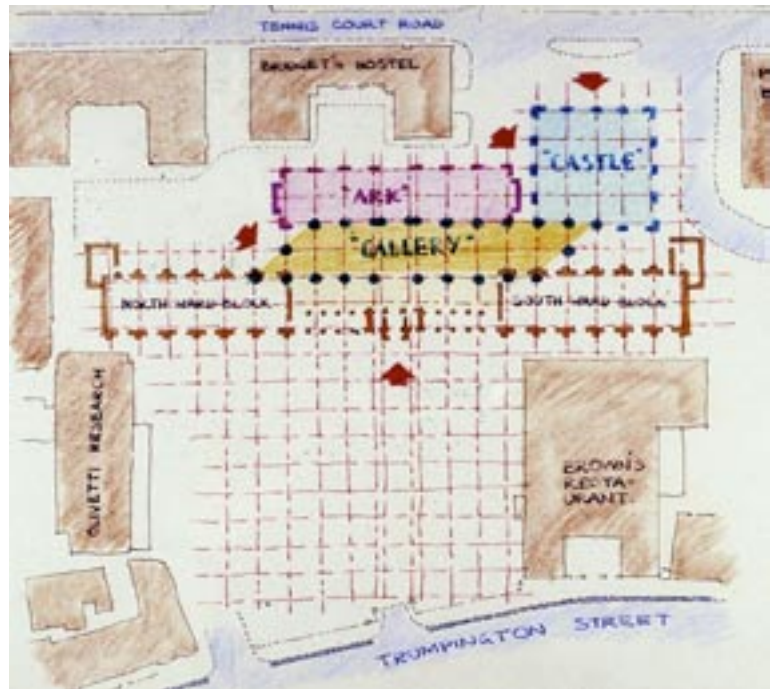 TENNIS COURT ROAD
HOSTEL
"CASTLE"
"ARK"
"GALLERY"
NORTH WARD BLOCK
SOUTH WARD BLOCK
OLIVETTI RESEARCH
BROWN'S
RESTA-
URANT.
TRUMPINGTON STREET